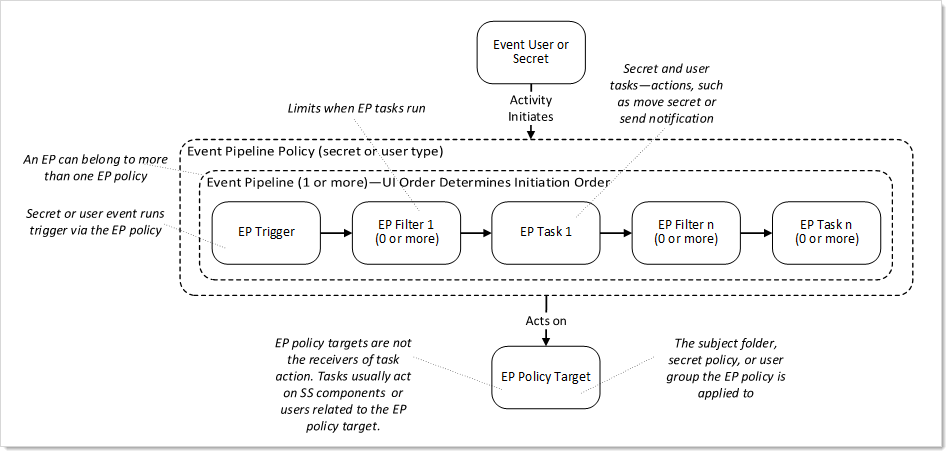 Event User or
Secret
Secret and user
tasks—actions, such
as move secret or
send notification
Limits when EP tasks run
Activity
Initiates
Event Pipeline Policy (secret or user type)
An EP can belong to more
than one EP policy
Event Pipeline (1 or more)—UI Order Determines Initiation Order
Secret or user event runs
trigger via the EP policy
EP Trigger
EP Filter 1
(0 or more)
EP Task 1
EP Filter n
(0 or more)
EP Task n
(0 or more)
Acts on
EP policy targets are not
the receivers of task
action. Tasks usually act
on SS components or
users related to the EP
policy target.
EP Policy Target
The subject folder,
secret policy, or user
group the EP policy is
applied to